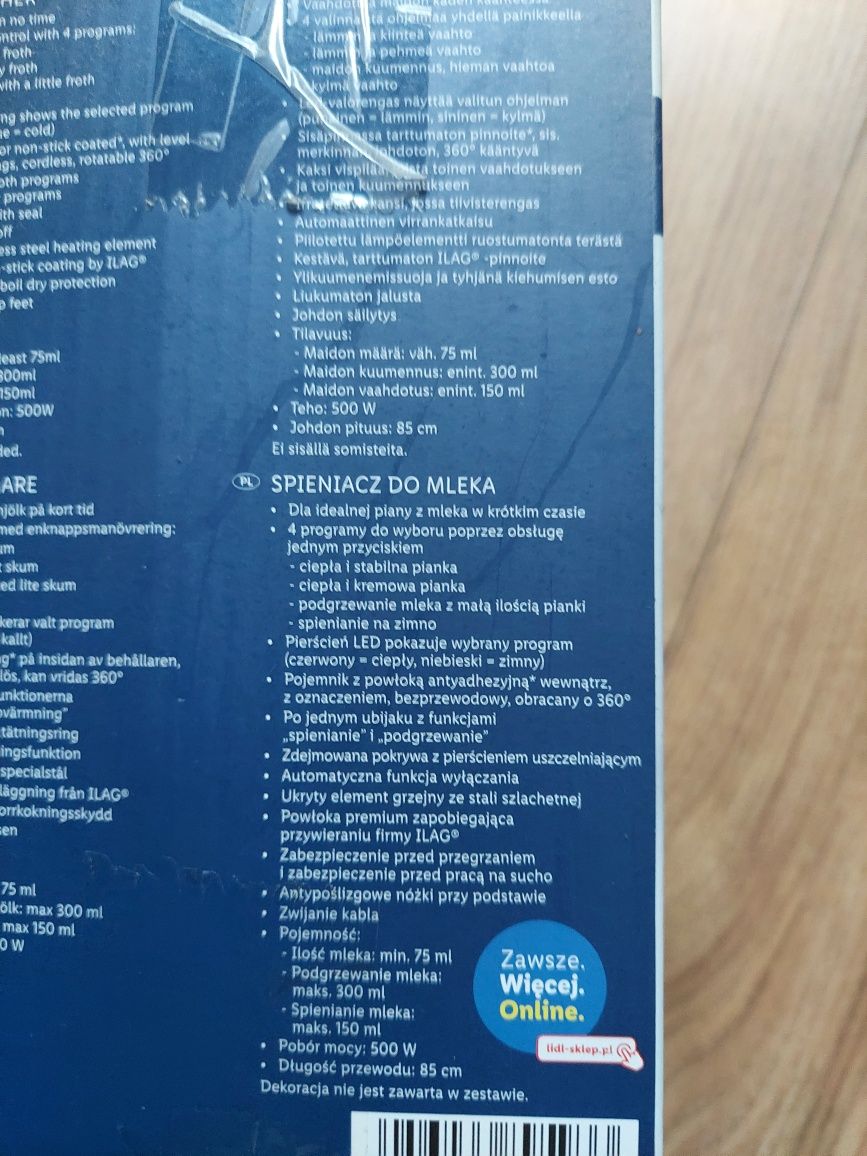 n no time
ntrol with 4 programs:
froth
y froth
with a little froth
ng shows the selected program
= cold)
or non-stick coated*, with level
gs, cordless, rotatable 360°
oth programs
programs
ith seal
off
ess steel heating element
-stick coating by ILAG®
boil dry protection
p feet
least 75ml
300ml
150ml
n: 500W
ded.
ARE
mjölk på kort tid
med enknappsmanövrering:
um
t skum
ed lite skum
kerar valt program
kallt)
ng* på insidan av behållaren,
lös, kan vridas 360°
unktionerna
värmning"
tätningsring
ingsfunktion
specialstål
läggning från ILAG®
orrkokningsskydd
sen
75 ml
ölk: max 300 ml
max 150 ml
0 W
4 valinnaista ohjelmaa yhdellä painikkeella
- lämmin ja kiinteä vaahto
- lämmin ja pehmeä vaahto
- maidon kuumennus, hieman vaahtoa
- kylmä vaahto
• LED valorengas näyttää valitun ohjelman
(punainen = lämmin, sininen = kylmä)
• tarttumaton pinnoite*, sis.
johdoton, 360° kääntyvä
• Kaksi toinen vaahdotukseen
ja toinen kuumennukseen
kansi, jossa tiivisterengas
• Automaattinen virrankatkaisu
• Piilotettu lämpöelementti ruostumatonta terästä
• Kestävä, tarttumaton ILAG® -pinnoite
• Ylikuumenemissuoja ja tyhjänä kiehumisen esto
• Liukumaton jalusta
• Johdon säilytys
• Tilavuus:
- Maidon määrä: väh. 75 ml
- Maidon kuumennus: enint. 300 ml
- Maidon vaahdotus: enint. 150 ml
• Teho: 500 W
• Johdon pituus: 85 cm
Ei sisällä somisteita.
PL SPIENIACZ DO MLEKA
• Dla idealnej piany z mleka w krótkim czasie
• 4 programy do wyboru poprzez obsługę
jednym przyciskiem
- ciepła i stabilna pianka
- ciepła i kremowa pianka
- podgrzewanie mleka z małą ilością pianki
- spienianie na zimno
• Pierścień LED pokazuje wybrany program
(czerwony = ciepły, niebieski = zimny)
• Pojemnik z powłoką antyadhezyjną* wewnątrz,
z oznaczeniem, bezprzewodowy, obracany o 360°
• Po jednym ubijaku z funkcjami
„spienianie" i „podgrzewanie"
• Zdejmowana pokrywa z pierścieniem uszczelniającym
• Automatyczna funkcja wyłączania
• Ukryty element grzejny ze stali szlachetnej
• Powłoka premium zapobiegająca
przywieraniu firmy ILAG®
• Zabezpieczenie przed przegrzaniem
i zabezpieczenie przed pracą na sucho
• Antypoślizgowe nóżki przy podstawie
• Zwijanie kabla
• Pojemność:
- Ilość mleka: min. 75 ml
- Podgrzewanie mleka:
maks. 300 ml
- Spienianie mleka:
maks. 150 ml
• Pobór mocy: 500 W
• Długość przewodu: 85 cm
Dekoracja nie jest zawarta w zestawie.
Zawsze.
Więcej.
Online.
lidl-sklep.pl